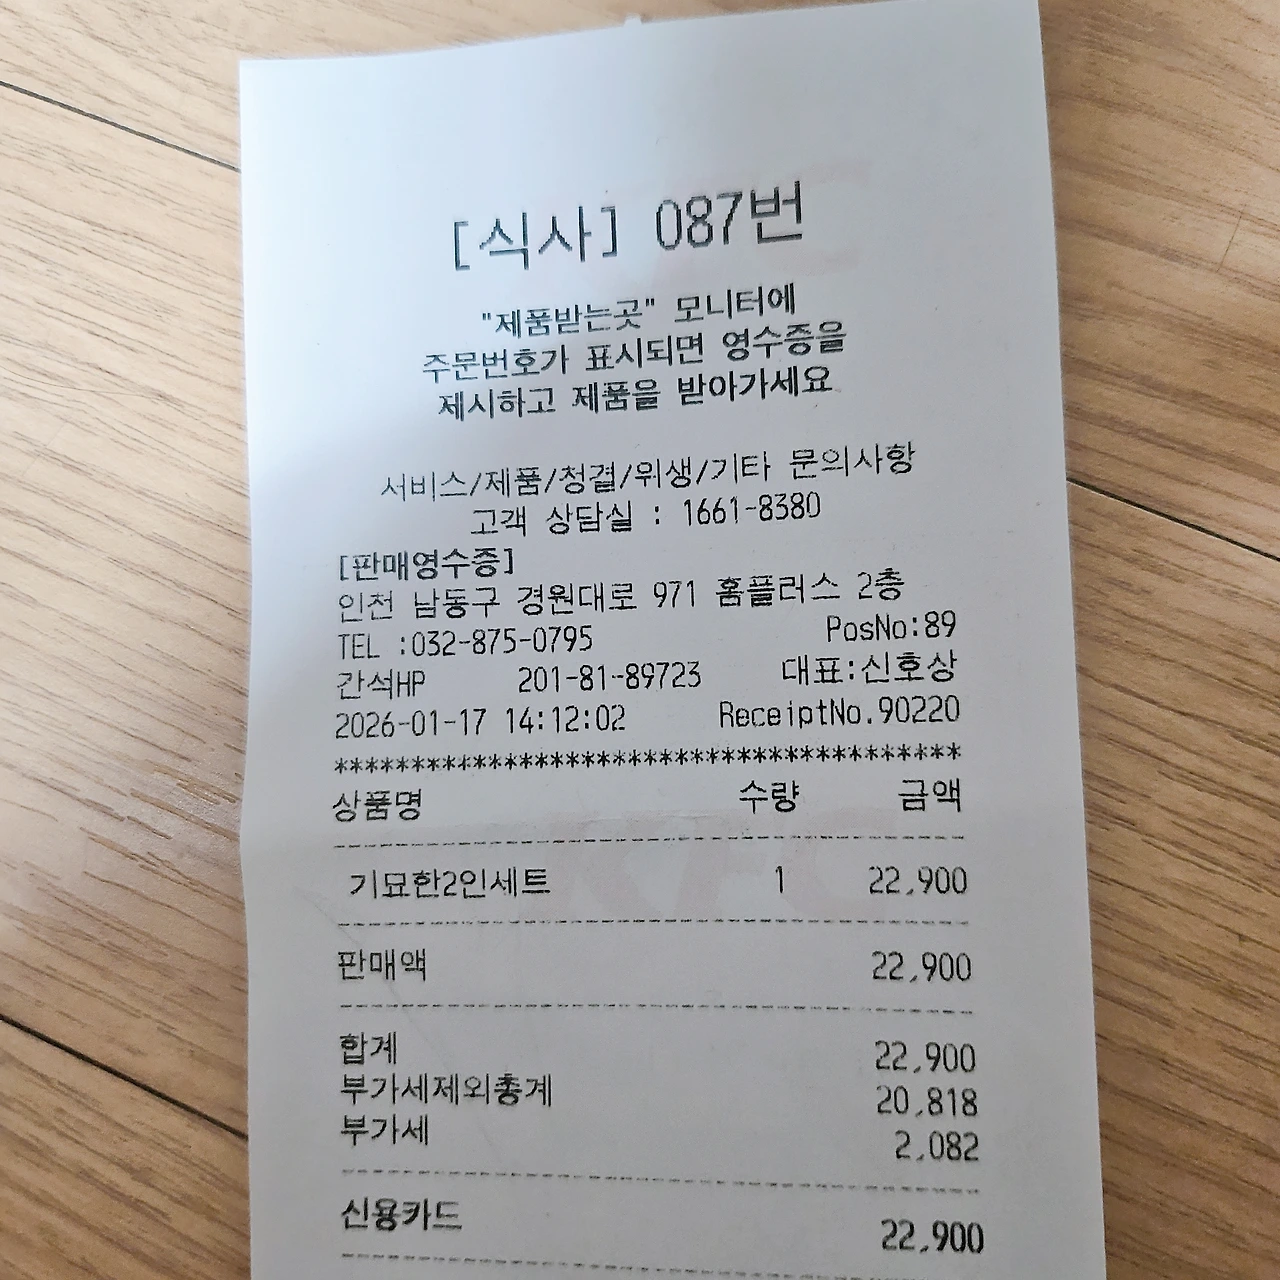 [식사] 087번
"제품받는곳" 모니터에
주문번호가 표시되면 영수증을
제시하고 제품을 받아가세요
서비스/제품/청결/위생/기타 문의사항
고객 상담실 : 1661-8380
[판매영수증]
인천 남동구 경원대로 971 홈플러스 2층
TEL :032-875-0795 PosNo:89
간석HP 201-81-89723 대표:신호상
2026-01-17 14:12:02 ReceiptNo.90220
*****************************************
상품명 수량 금액
기묘한2인세트 1 22,900
판매액 22,900
합계 22,900
부가세제외총계 20,818
부가세 2,082
신용카드 22,900